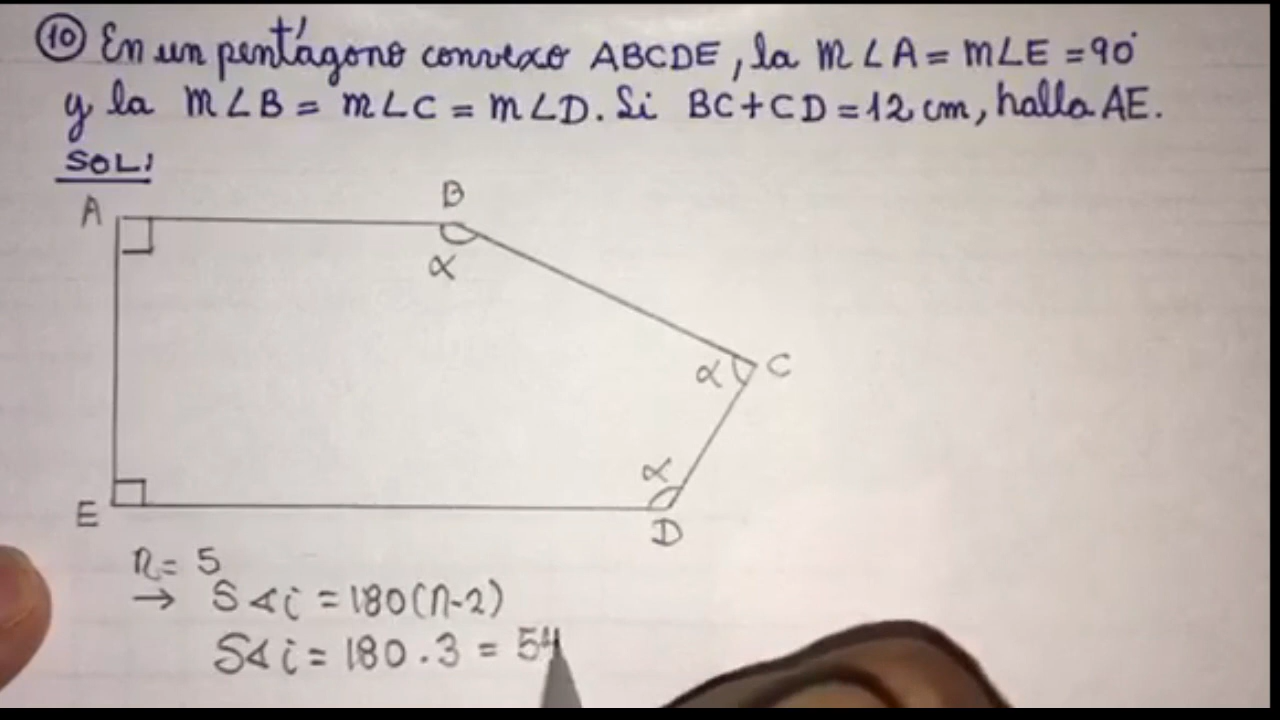 10 En un pentágono convexo ABCDE, la m∠A = m∠E = 90°
y la m∠B = m∠C = m∠D. Si BC+CD = 12 cm, halla AE.
SOL:
A
B
α
α C
α
E
D
n = 5
→ S∢i = 180(n-2)
S∢i = 180.3 = 54